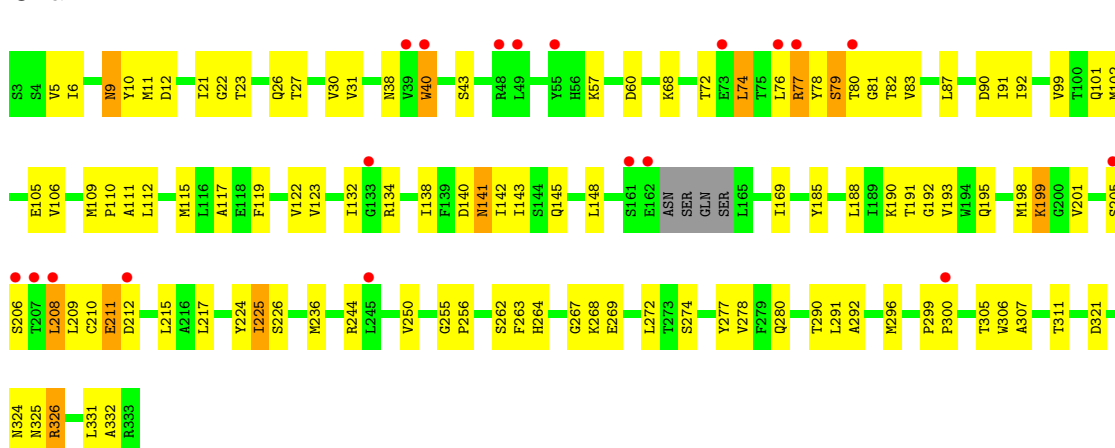 S3 S4 V5 I6 N9 Y10 M11 D12 I21 G22 T23 Q26 T27 V30 V31 N38 V39 W40 S43 R48 L49 Y55 H56 K57 D60 K68 T72 E73 L74 T75 L76 R77 Y78 S79 T80 G81 T82 V83 L87 D90 I91 I92 V99 T100 Q101 M102
E105 V106 M109 P110 A111 L112 M115 L116 A117 E118 F119 V122 V123 I132 G133 R134 I138 F139 D140 N141 I142 I143 S144 Q145 L148 S161 E162 ASN SER GLN SER L165 I169 Y185 L188 I189 K190 T191 G192 V193 W194 Q195 M198 K199 G200 V201 S205
S206 T207 L208 L209 C210 E211 D212 L215 A216 L217 Y224 I225 S226 M236 R244 L245 V250 G255 P256 S262 F263 H264 G267 K268 E269 L272 T273 S274 Y277 V278 F279 Q280 T290 L291 A292 M296 P299 P300 T305 W306 A307 T311 D321
N324 N325 R326 L331 A332 R333